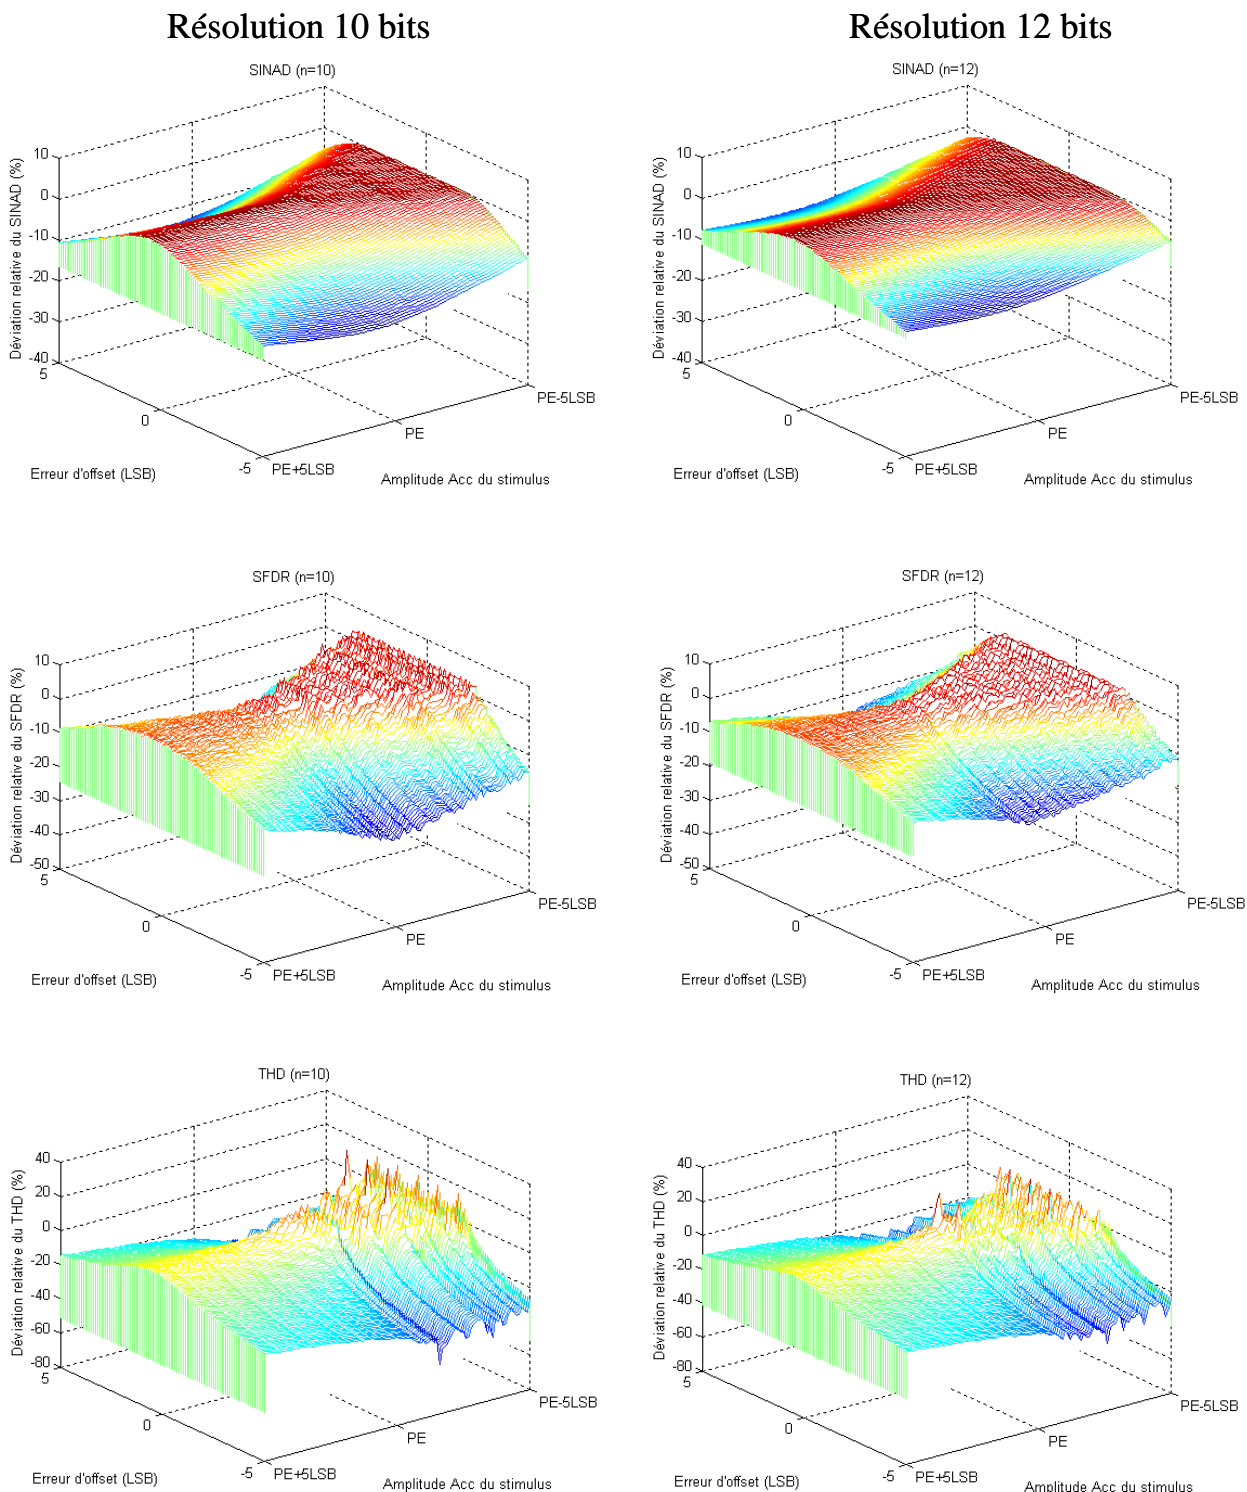 Résolution 10 bits
Résolution 12 bits
SINAD (n=10)
Déviation relative du SINAD (%)
10
0
-10
-20
-30
-40
5
0
-5
Erreur d'offset (LSB)
PE+5LSB
PE
PE-5LSB
Amplitude Acc du stimulus
SINAD (n=12)
Déviation relative du SINAD (%)
10
0
-10
-20
-30
-40
5
0
-5
Erreur d'offset (LSB)
PE+5LSB
PE
PE-5LSB
Amplitude Acc du stimulus
SFDR (n=10)
Déviation relative du SFDR (%)
10
0
-10
-20
-30
-40
-50
5
0
-5
Erreur d'offset (LSB)
PE+5LSB
PE
PE-5LSB
Amplitude Acc du stimulus
SFDR (n=12)
Déviation relative du SFDR (%)
10
0
-10
-20
-30
-40
-50
5
0
-5
Erreur d'offset (LSB)
PE+5LSB
PE
PE-5LSB
Amplitude Acc du stimulus
THD (n=10)
Déviation relative du THD (%)
40
20
0
-20
-40
-60
-80
5
0
-5
Erreur d'offset (LSB)
PE+5LSB
PE
PE-5LSB
Amplitude Acc du stimulus
THD (n=12)
Déviation relative du THD (%)
40
20
0
-20
-40
-60
-80
5
0
-5
Erreur d'offset (LSB)
PE+5LSB
PE
PE-5LSB
Amplitude Acc du stimulus